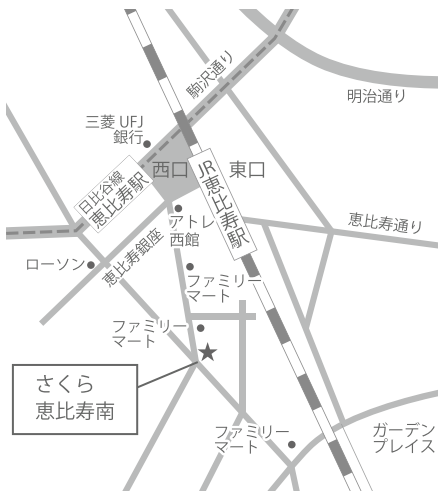 駒沢通り
明治通り
三菱 UFJ
銀行
西口
東口
JR恵比寿駅
日比谷線
恵比寿駅
アトレ
西館
恵比寿通り
ローソン
恵比寿銀座
ファミリー
マート
ファミリー
マート
さくら
恵比寿南
ファミリー
マート
ガーデン
プレイス